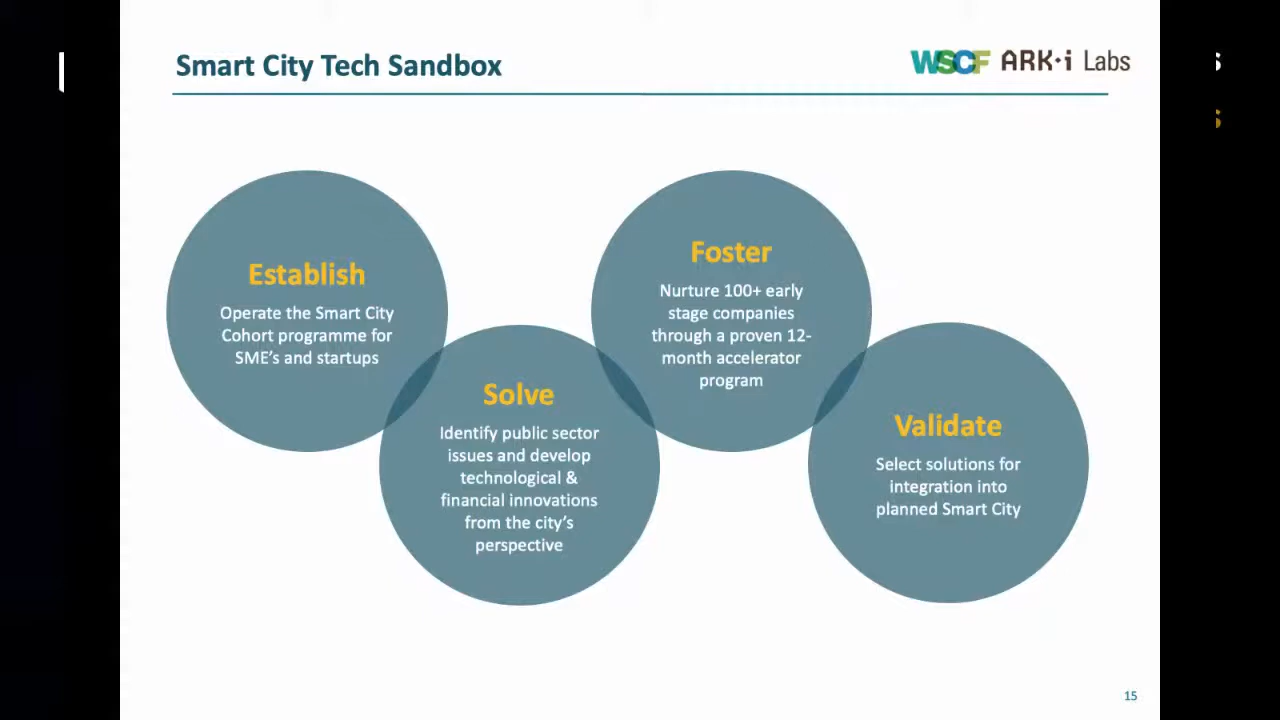 Smart City Tech Sandbox
WSCF ARK·i Labs
Establish
Operate the Smart City
Cohort programme for
SME's and startups
Solve
Identify public sector
issues and develop
technological &
financial innovations
from the city's
perspective
Foster
Nurture 100+ early
stage companies
through a proven 12-
month accelerator
program
Validate
Select solutions for
integration into
planned Smart City
15